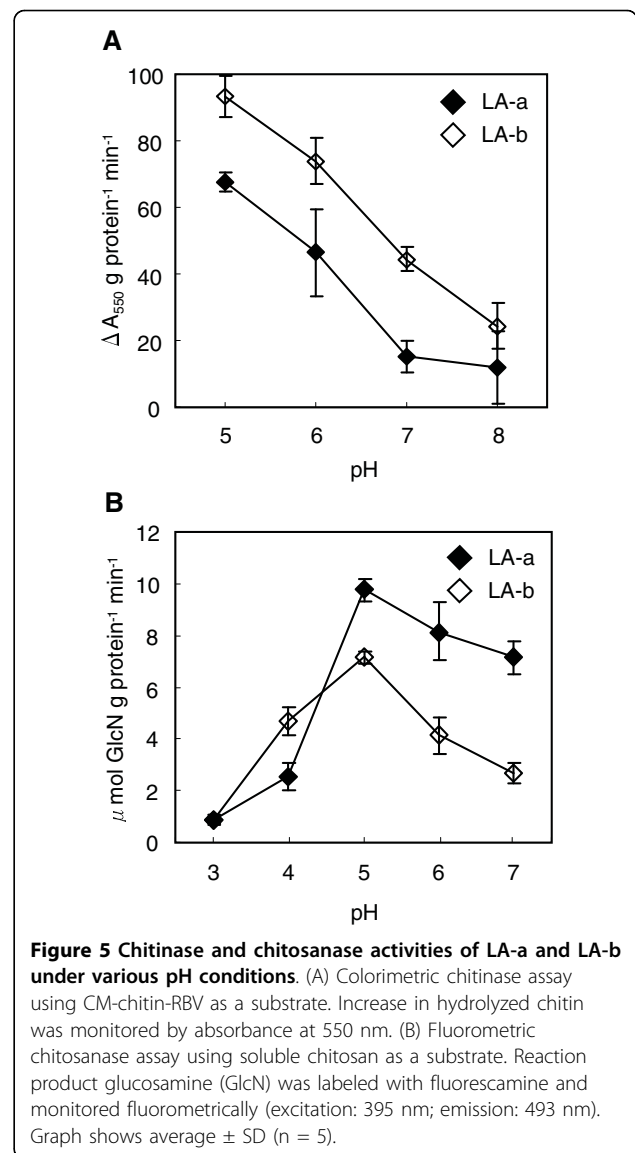 A
100
80
60
40
20
0
Δ A₅₅₀ g protein⁻¹ min⁻¹
LA-a
LA-b
5 6 7 8
pH
B
12
10
8
6
4
2
0
μ mol GlcN g protein⁻¹ min⁻¹
LA-a
LA-b
3 4 5 6 7
pH
Figure 5 Chitinase and chitosanase activities of LA-a and LA-b
under various pH conditions. (A) Colorimetric chitinase assay
using CM-chitin-RBV as a substrate. Increase in hydrolyzed chitin
was monitored by absorbance at 550 nm. (B) Fluorometric
chitosanase assay using soluble chitosan as a substrate. Reaction
product glucosamine (GlcN) was labeled with fluorescamine and
monitored fluorometrically (excitation: 395 nm; emission: 493 nm).
Graph shows average ± SD (n = 5).